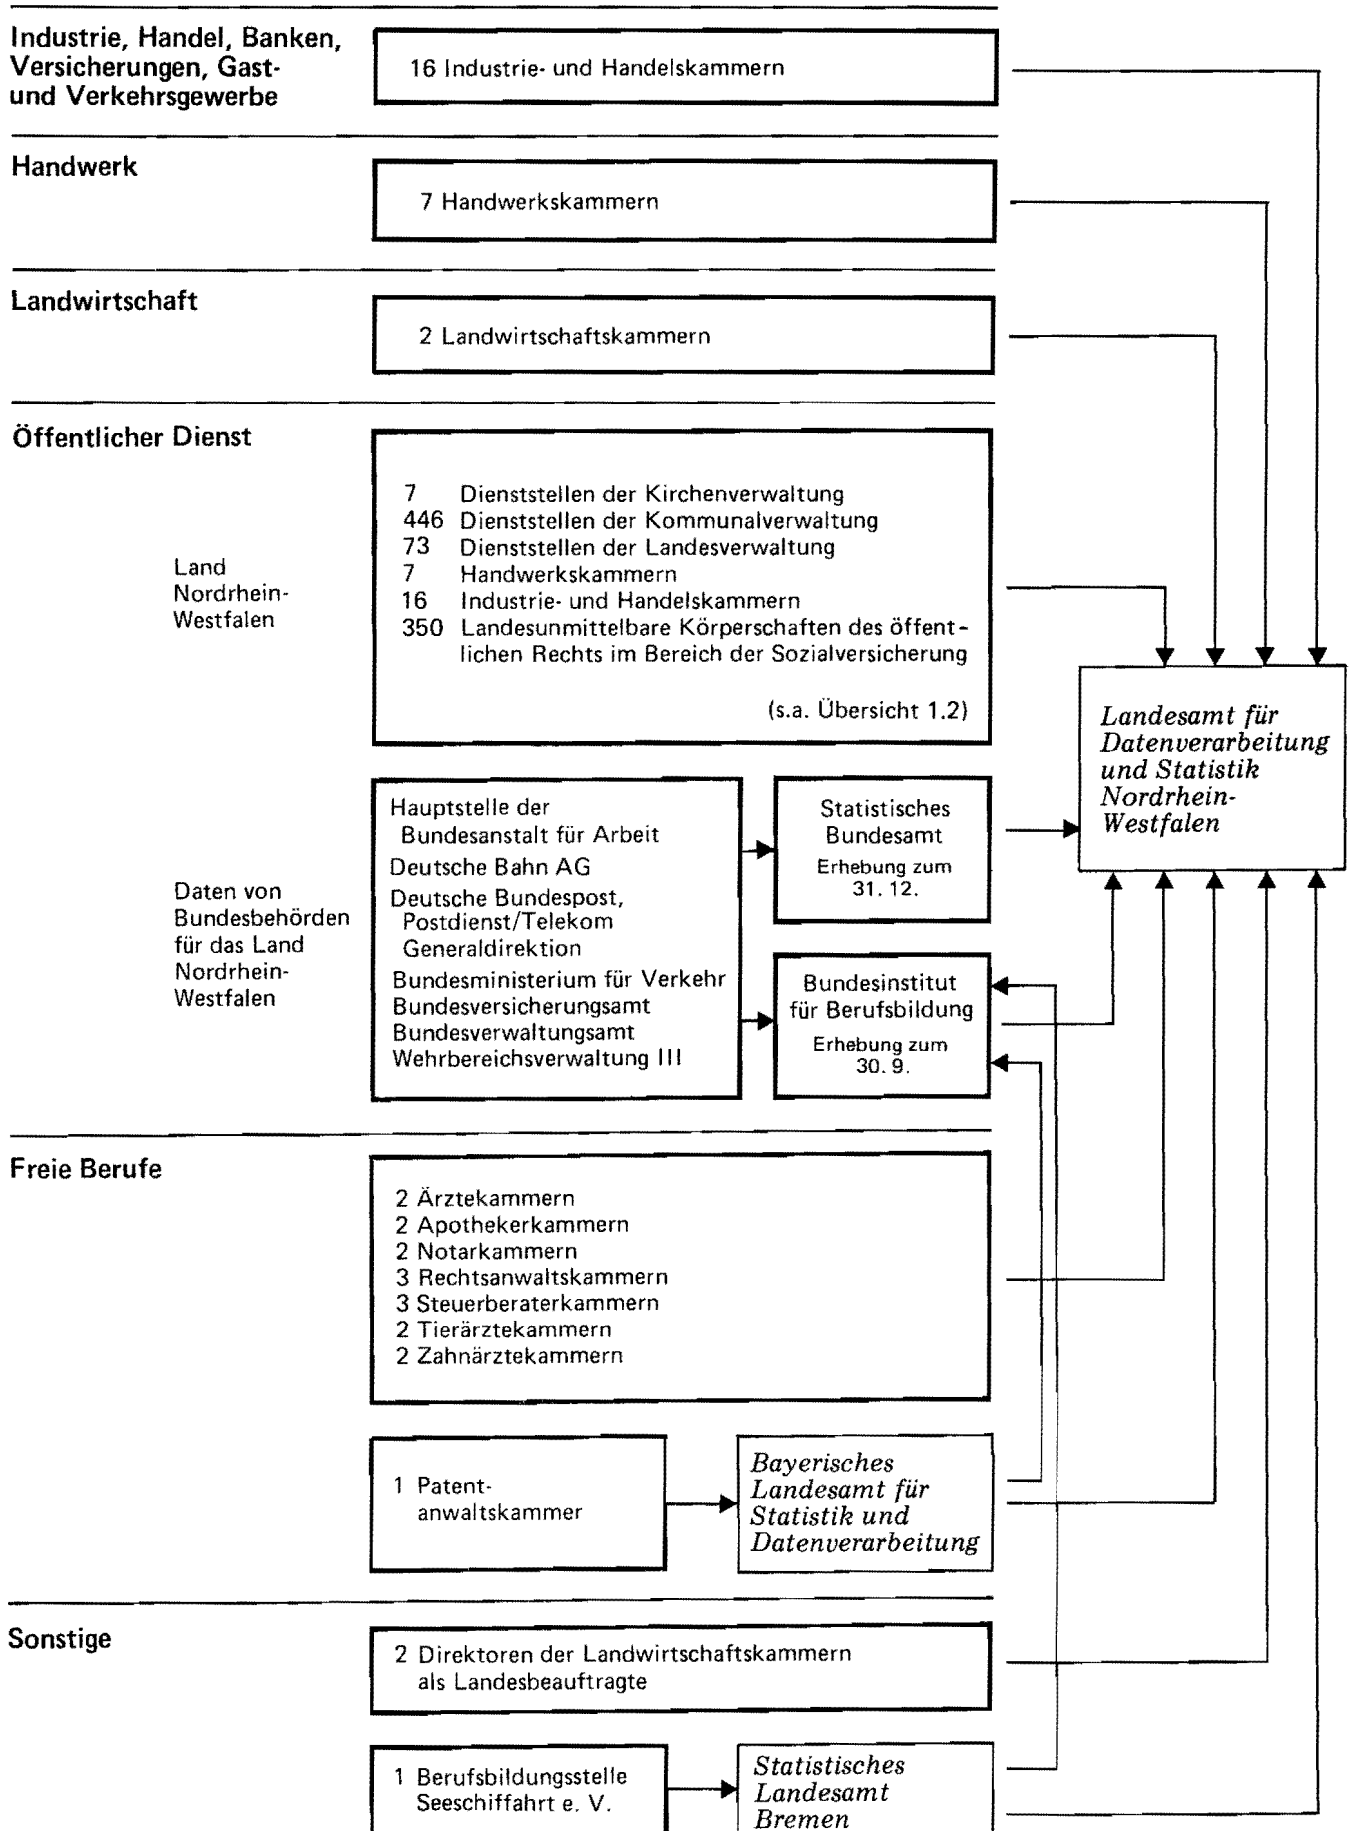 Industrie, Handel, Banken,
Versicherungen, Gast-
und Verkehrsgewerbe
16 Industrie- und Handelskammern
Handwerk
7 Handwerkskammern
Landwirtschaft
2 Landwirtschaftskammern
Öffentlicher Dienst
Land
Nordrhein-
Westfalen
7 Dienststellen der Kirchenverwaltung
446 Dienststellen der Kommunalverwaltung
73 Dienststellen der Landesverwaltung
7 Handwerkskammern
16 Industrie- und Handelskammern
350 Landesunmittelbare Körperschaften des öffent-
lichen Rechts im Bereich der Sozialversicherung
(s.a. Übersicht 1.2)
Landesamt für
Datenverarbeitung
und Statistik
Nordrhein-
Westfalen
Daten von
Bundesbehörden
für das Land
Nordrhein-
Westfalen
Hauptstelle der
Bundesanstalt für Arbeit
Deutsche Bahn AG
Deutsche Bundespost,
Postdienst/Telekom
Generaldirektion
Bundesministerium für Verkehr
Bundesversicherungsamt
Bundesverwaltungsamt
Wehrbereichsverwaltung III
Statistisches
Bundesamt
Erhebung zum
31. 12.
Bundesinstitut
für Berufsbildung
Erhebung zum
30. 9.
Freie Berufe
2 Ärztekammern
2 Apothekerkammern
2 Notarkammern
3 Rechtsanwaltskammern
3 Steuerberaterkammern
2 Tierärztekammern
2 Zahnärztekammern
1 Patent-
anwaltskammer
Bayerisches
Landesamt für
Statistik und
Datenverarbeitung
Sonstige
2 Direktoren der Landwirtschaftskammern
als Landesbeauftragte
1 Berufsbildungsstelle
Seeschiffahrt e. V.
Statistisches
Landesamt
Bremen